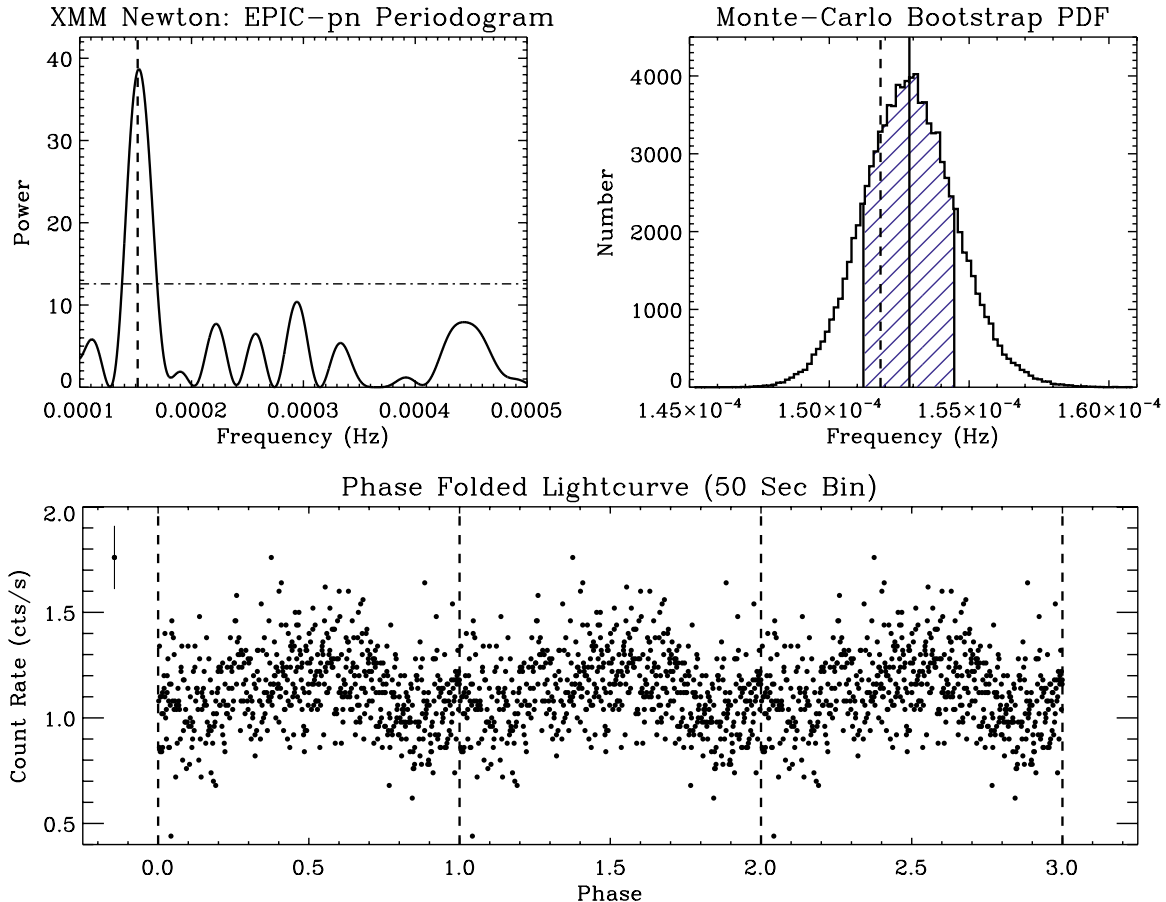 XMM Newton: EPIC-pn Periodogram
Power
40
30
20
10
0
0.0001 0.0002 0.0003 0.0004 0.0005
Frequency (Hz)
Monte-Carlo Bootstrap PDF
Number
4000
3000
2000
1000
0
1.45×10⁻⁴ 1.50×10⁻⁴ 1.55×10⁻⁴ 1.60×10⁻⁴
Frequency (Hz)
Phase Folded Lightcurve (50 Sec Bin)
Count Rate (cts/s)
2.0
1.5
1.0
0.5
0.0 0.5 1.0 1.5 2.0 2.5 3.0
Phase